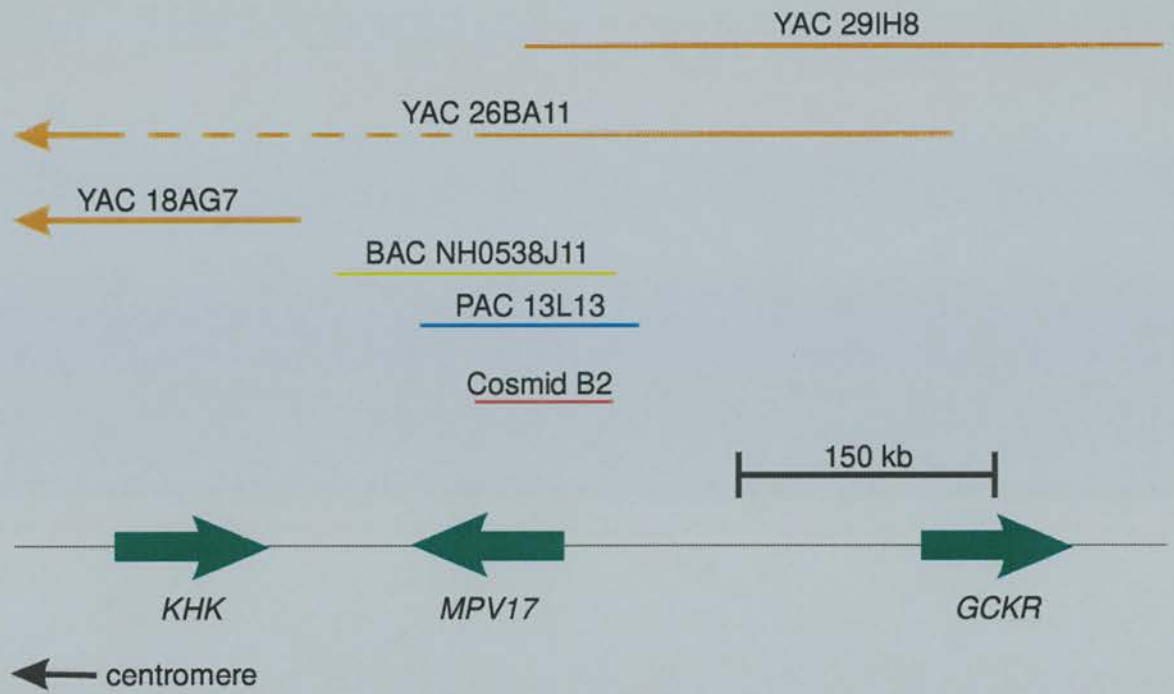 YAC 29IH8
YAC 26BA11
YAC 18AG7
BAC NH0538J11
PAC 13L13
Cosmid B2
150 kb
KHK
MPV17
GCKR
centromere